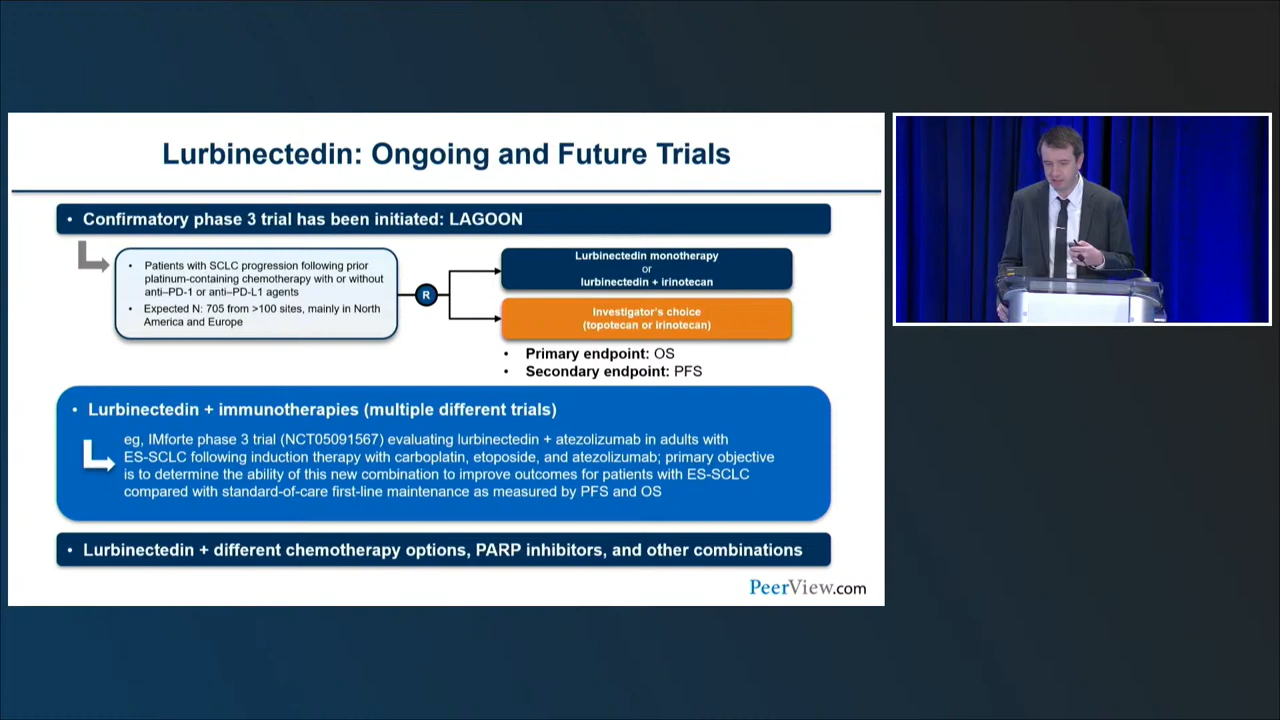 Lurbinectedin: Ongoing and Future Trials
• Confirmatory phase 3 trial has been initiated: LAGOON
• Patients with SCLC progression following prior
platinum-containing chemotherapy with or without
anti–PD-1 or anti–PD-L1 agents
• Expected N: 705 from >100 sites, mainly in North
America and Europe
R
Lurbinectedin monotherapy
or
lurbinectedin + irinotecan
Investigator's choice
(topotecan or irinotecan)
• Primary endpoint: OS
• Secondary endpoint: PFS
• Lurbinectedin + immunotherapies (multiple different trials)
eg, IMforte phase 3 trial (NCT05091567) evaluating lurbinectedin + atezolizumab in adults with
ES-SCLC following induction therapy with carboplatin, etoposide, and atezolizumab; primary objective
is to determine the ability of this new combination to improve outcomes for patients with ES-SCLC
compared with standard-of-care first-line maintenance as measured by PFS and OS
• Lurbinectedin + different chemotherapy options, PARP inhibitors, and other combinations
PeerView.com